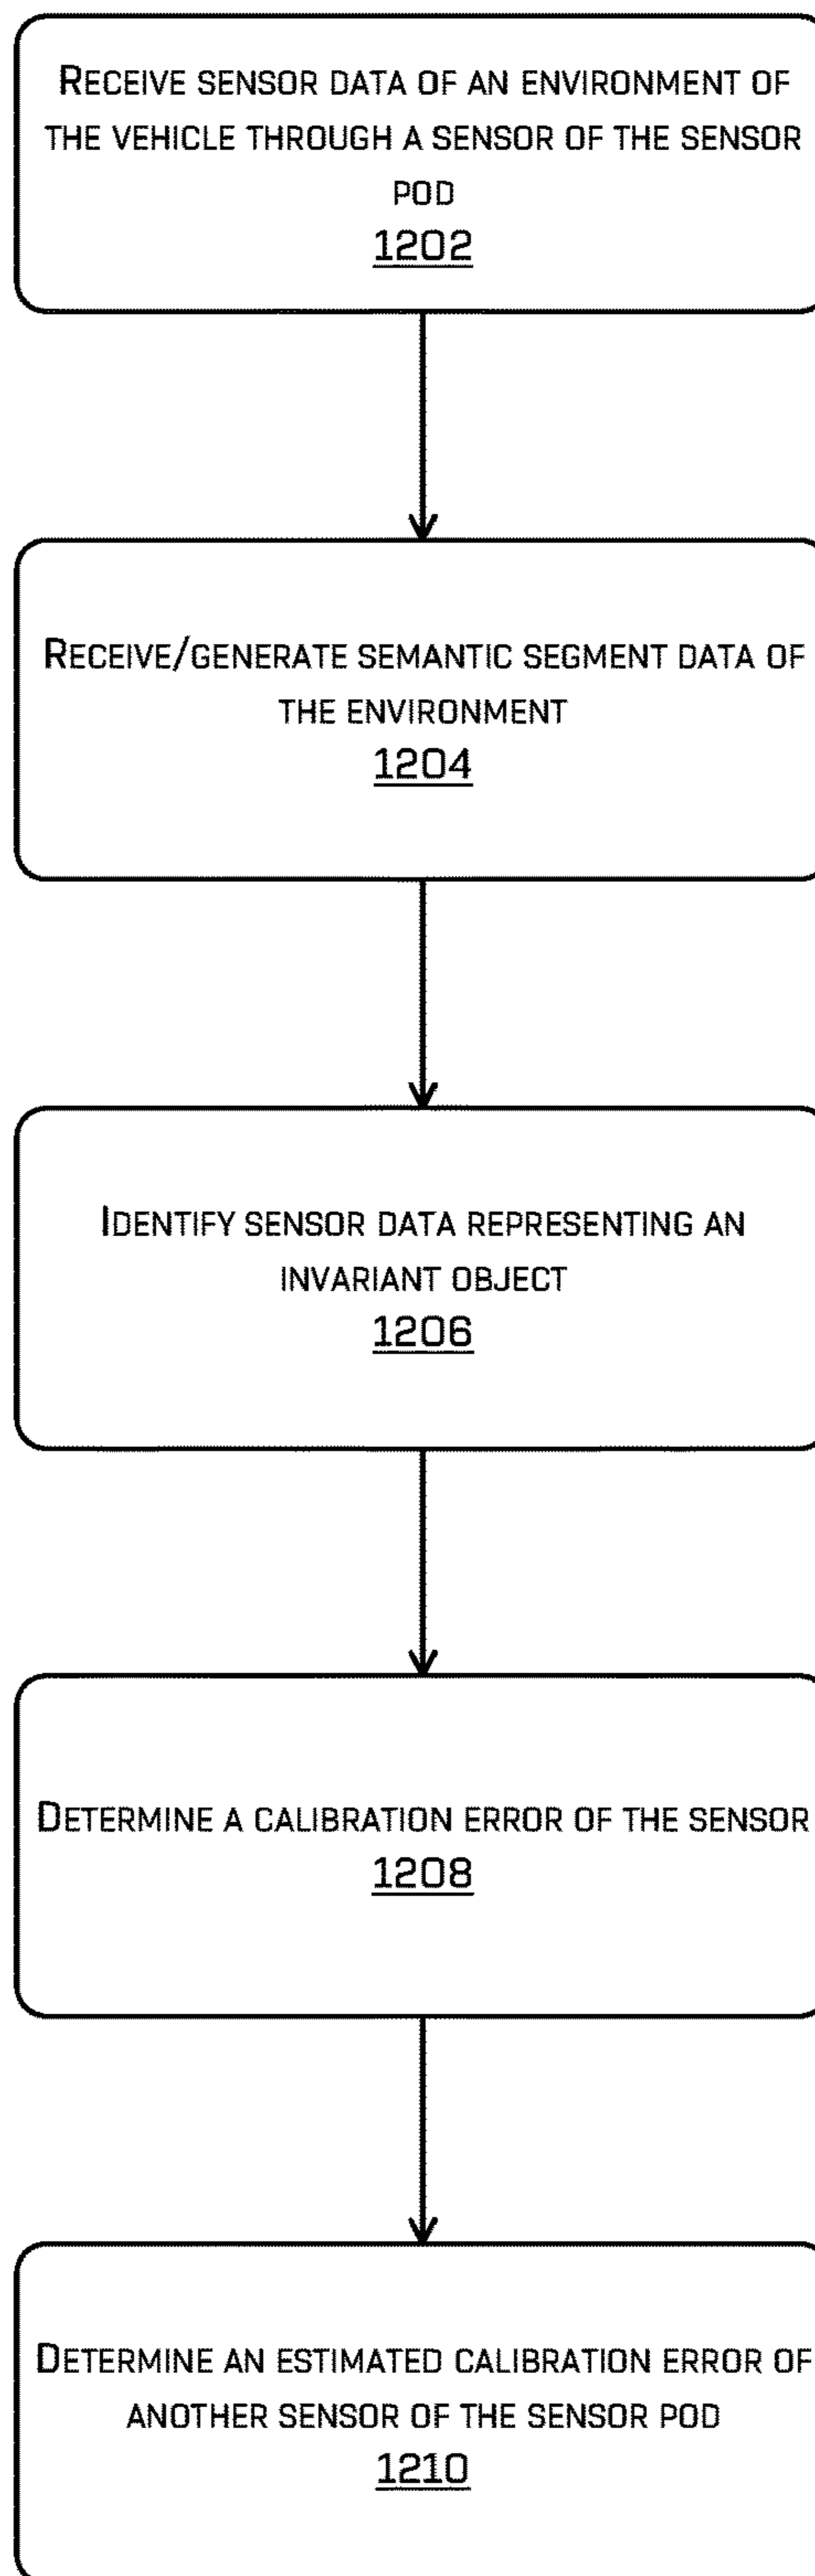 RECEIVE SENSOR DATA OF AN ENVIRONMENT OF
THE VEHICLE THROUGH A SENSOR OF THE SENSOR
POD
1202
RECEIVE/GENERATE SEMANTIC SEGMENT DATA OF
THE ENVIRONMENT
1204
IDENTIFY SENSOR DATA REPRESENTING AN
INVARIANT OBJECT
1206
DETERMINE A CALIBRATION ERROR OF THE SENSOR
1208
DETERMINE AN ESTIMATED CALIBRATION ERROR OF
ANOTHER SENSOR OF THE SENSOR POD
1210